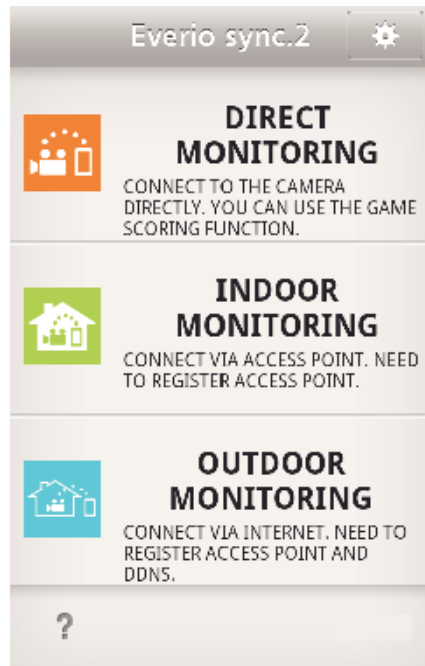 Everio sync.2
DIRECT
MONITORING
CONNECT TO THE CAMERA
DIRECTLY. YOU CAN USE THE GAME
SCORING FUNCTION.
INDOOR
MONITORING
CONNECT VIA ACCESS POINT. NEED
TO REGISTER ACCESS POINT.
OUTDOOR
MONITORING
CONNECT VIA INTERNET. NEED TO
REGISTER ACCESS POINT AND
DDNS.
?